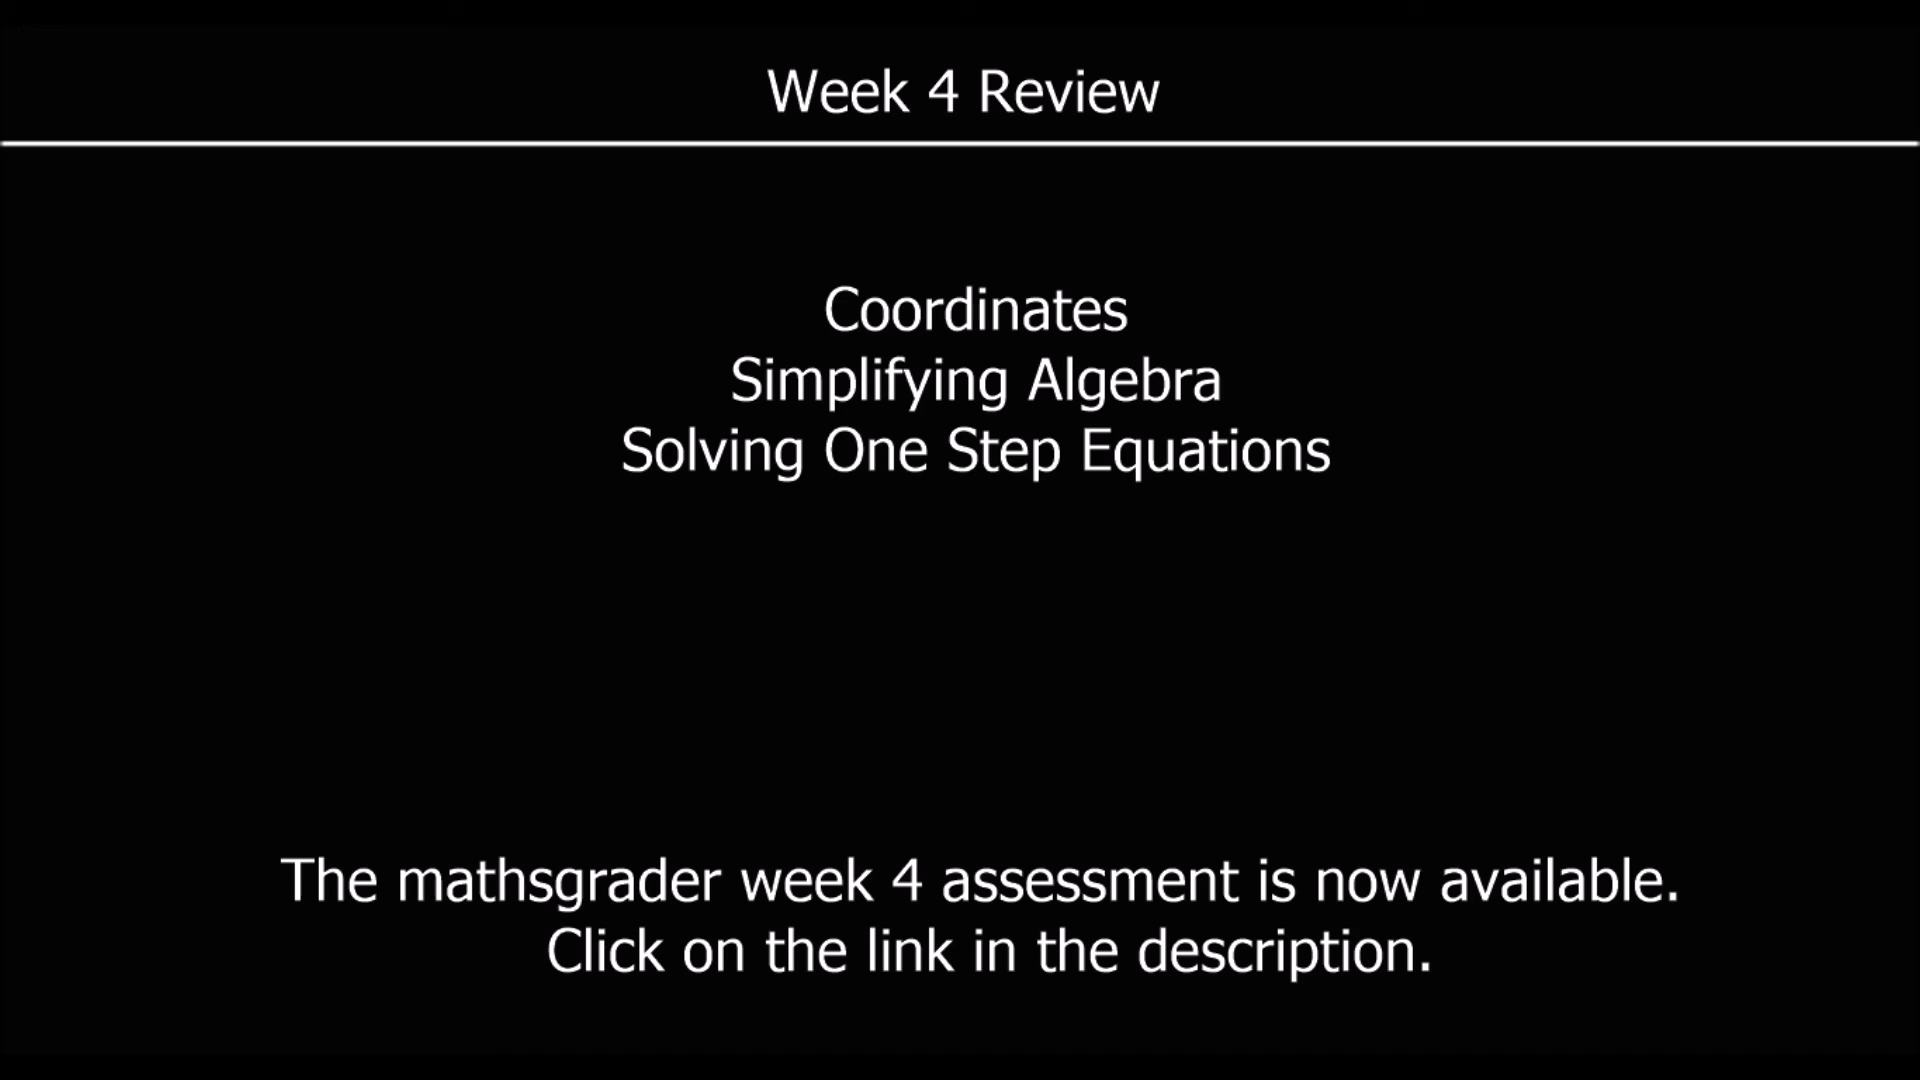 Week 4 Review
Coordinates
Simplifying Algebra
Solving One Step Equations
The mathsgrader week 4 assessment is now available.
Click on the link in the description.